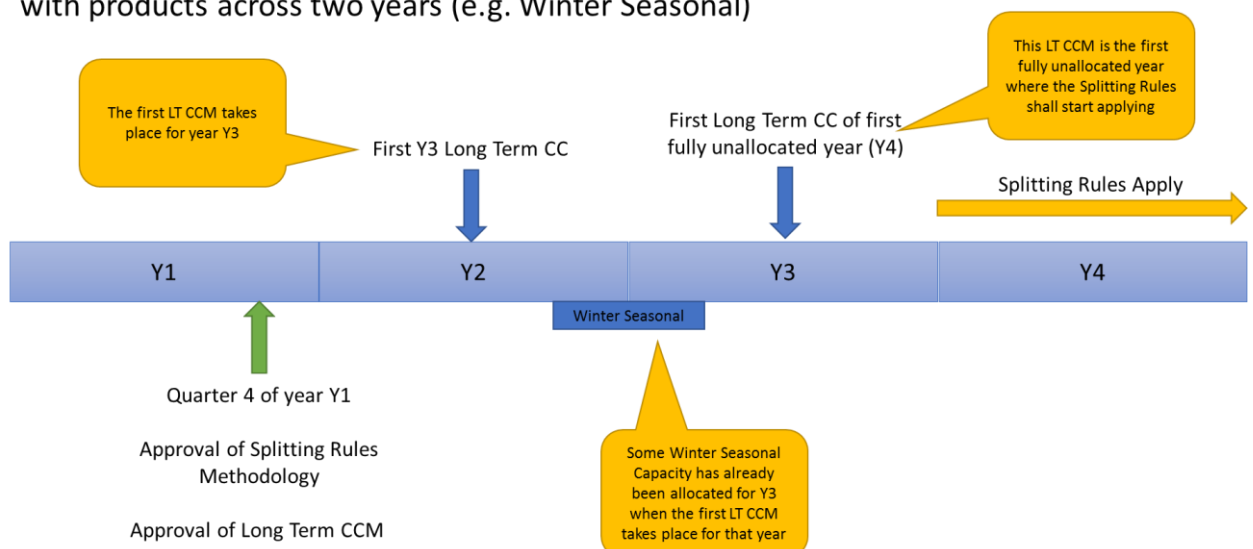 with products across two years (e.g. Winter Seasonal)
The first LT CCM takes
place for year Y3
First Y3 Long Term CC
First Long Term CC of first
fully unallocated year (Y4)
This LT CCM is the first
fully unallocated year
where the Splitting Rules
shall start applying
Splitting Rules Apply
Y1
Y2
Y3
Y4
Winter Seasonal
Quarter 4 of year Y1
Approval of Splitting Rules
Methodology
Approval of Long Term CCM
Some Winter Seasonal
Capacity has already
been allocated for Y3
when the first LT CCM
takes place for that year